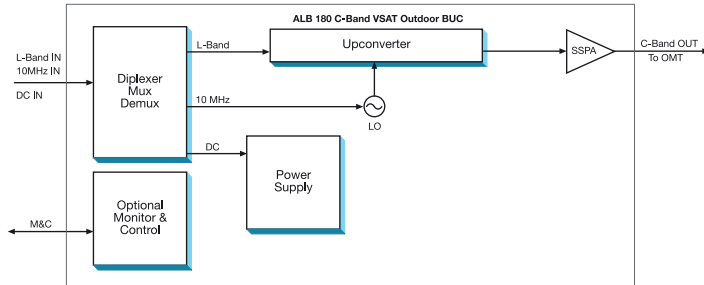 ALB 180 C-Band VSAT Outdoor BUC
L-Band IN
10MHz IN
DC IN
Diplexer
Mux
Demux
L-Band
Upconverter
SSPA
C-Band OUT
To OMT
10 MHz
LO
DC
Power
Supply
Optional
Monitor &
Control
M&C